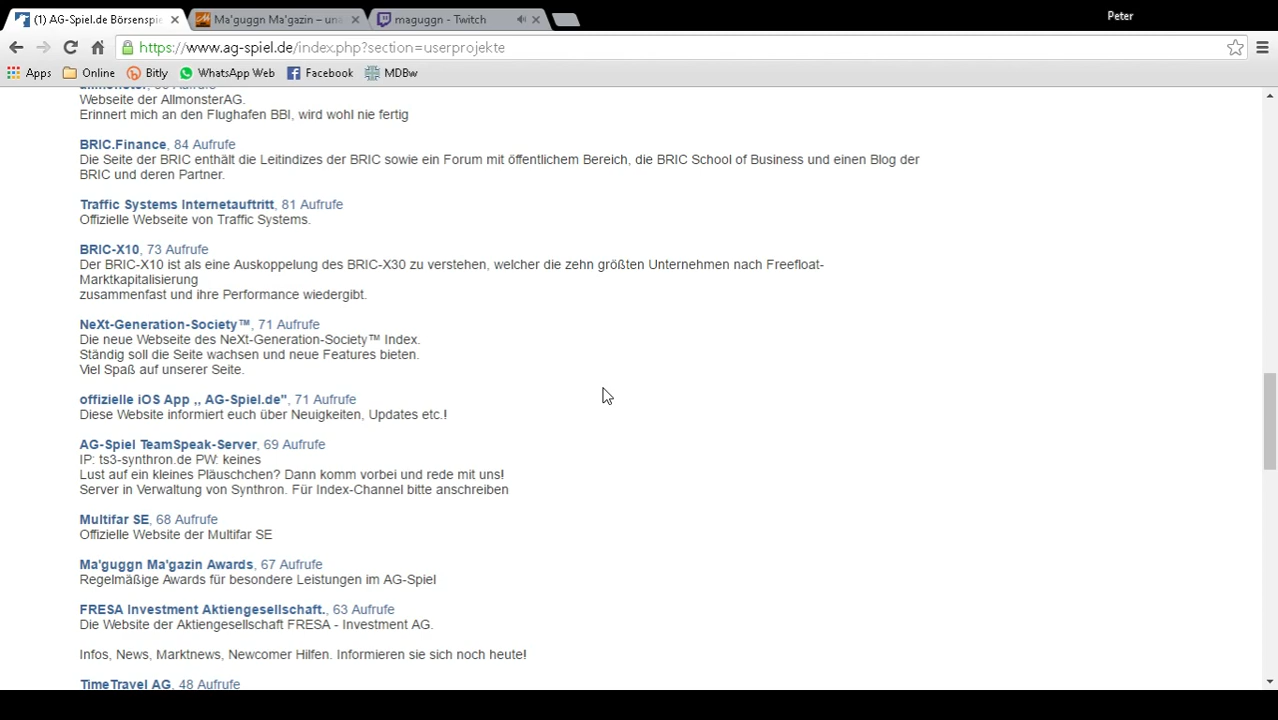 (1) AG-Spiel.de Börsenspie
Ma'guggn Ma'gazin – un
maguggn - Twitch
Peter
https://www.ag-spiel.de/index.php?section=userprojekte
Apps
Online
Bitly
WhatsApp Web
Facebook
MDBw
Webseite der AllmonsterAG.
Erinnert mich an den Flughafen BBI, wird wohl nie fertig
BRIC.Finance, 84 Aufrufe
Die Seite der BRIC enthält die Leitindizes der BRIC sowie ein Forum mit öffentlichem Bereich, die BRIC School of Business und einen Blog der
BRIC und deren Partner.
Traffic Systems Internetauftritt, 81 Aufrufe
Offizielle Webseite von Traffic Systems.
BRIC-X10, 73 Aufrufe
Der BRIC-X10 ist als eine Auskoppelung des BRIC-X30 zu verstehen, welcher die zehn größten Unternehmen nach Freefloat-
Marktkapitalisierung
zusammenfast und ihre Performance wiedergibt.
NeXt-Generation-Society™, 71 Aufrufe
Die neue Webseite des NeXt-Generation-Society™ Index.
Ständig soll die Seite wachsen und neue Features bieten.
Viel Spaß auf unserer Seite.
offizielle iOS App ,, AG-Spiel.de", 71 Aufrufe
Diese Website informiert euch über Neuigkeiten, Updates etc.!
AG-Spiel TeamSpeak-Server, 69 Aufrufe
IP: ts3-synthron.de PW: keines
Lust auf ein kleines Pläuschchen? Dann komm vorbei und rede mit uns!
Server in Verwaltung von Synthron. Für Index-Channel bitte anschreiben
Multifar SE, 68 Aufrufe
Offizielle Website der Multifar SE
Ma'guggn Ma'gazin Awards, 67 Aufrufe
Regelmäßige Awards für besondere Leistungen im AG-Spiel
FRESA Investment Aktiengesellschaft., 63 Aufrufe
Die Website der Aktiengesellschaft FRESA - Investment AG.
Infos, News, Marktnews, Newcomer Hilfen. Informieren sie sich noch heute!
TimeTravel AG, 48 Aufrufe